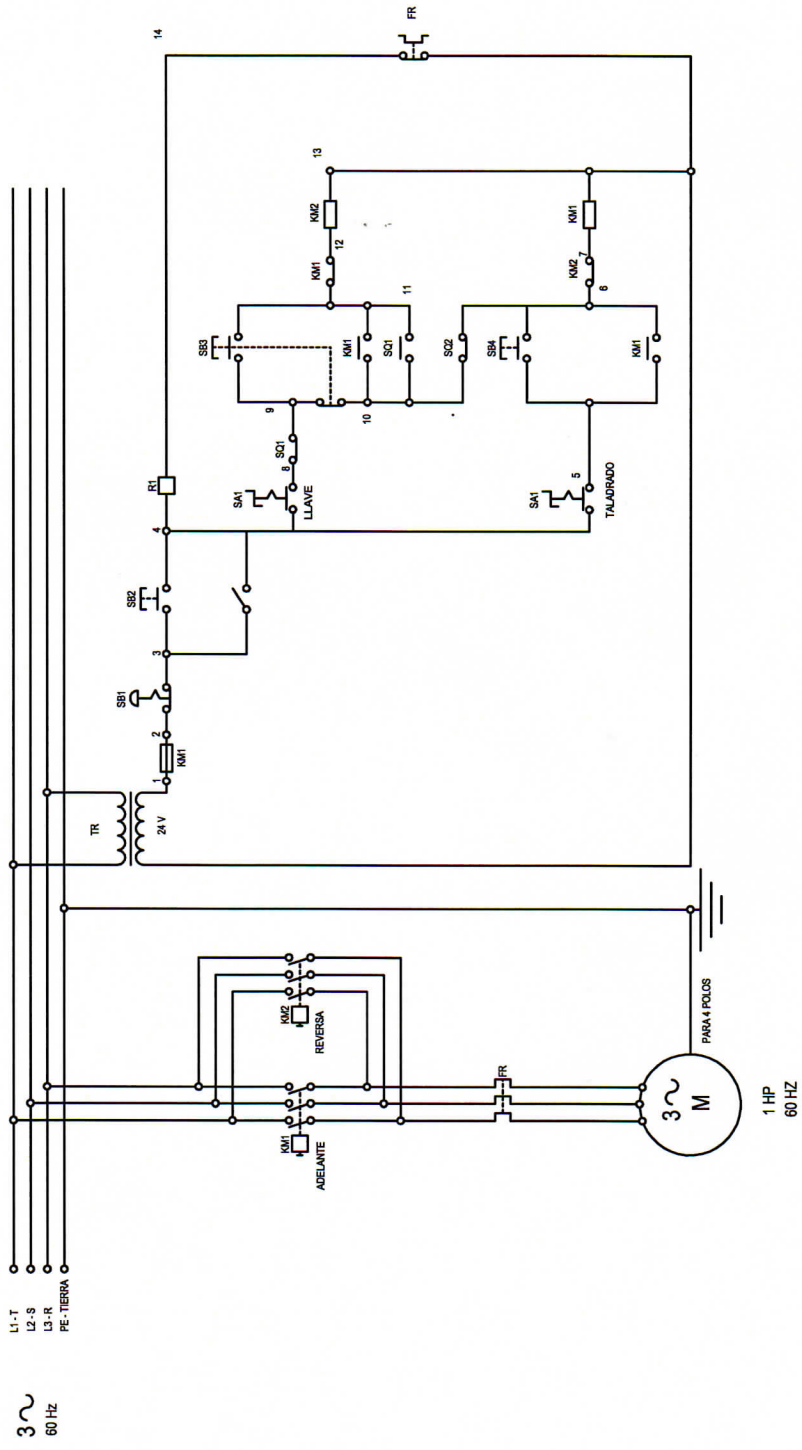 3∿
60 Hz
L1 - T
L2 - S
L3 - R
PE - TIERRA
KM1
ADELANTE
KM2
REVERSA
FR
3∿
M
PARA 4 POLOS
1 HP
60 HZ
TR
24 V
1
KM1
2
SB1
3
SB2
4
R1
14
FR
SA1
LLAVE
8
SQ1
9
SB3
10
KM1
SQ1
11
KM1
12
KM2
13
SA1
TALADRADO
5
SQ2
SB4
KM1
6
KM2
7
KM1